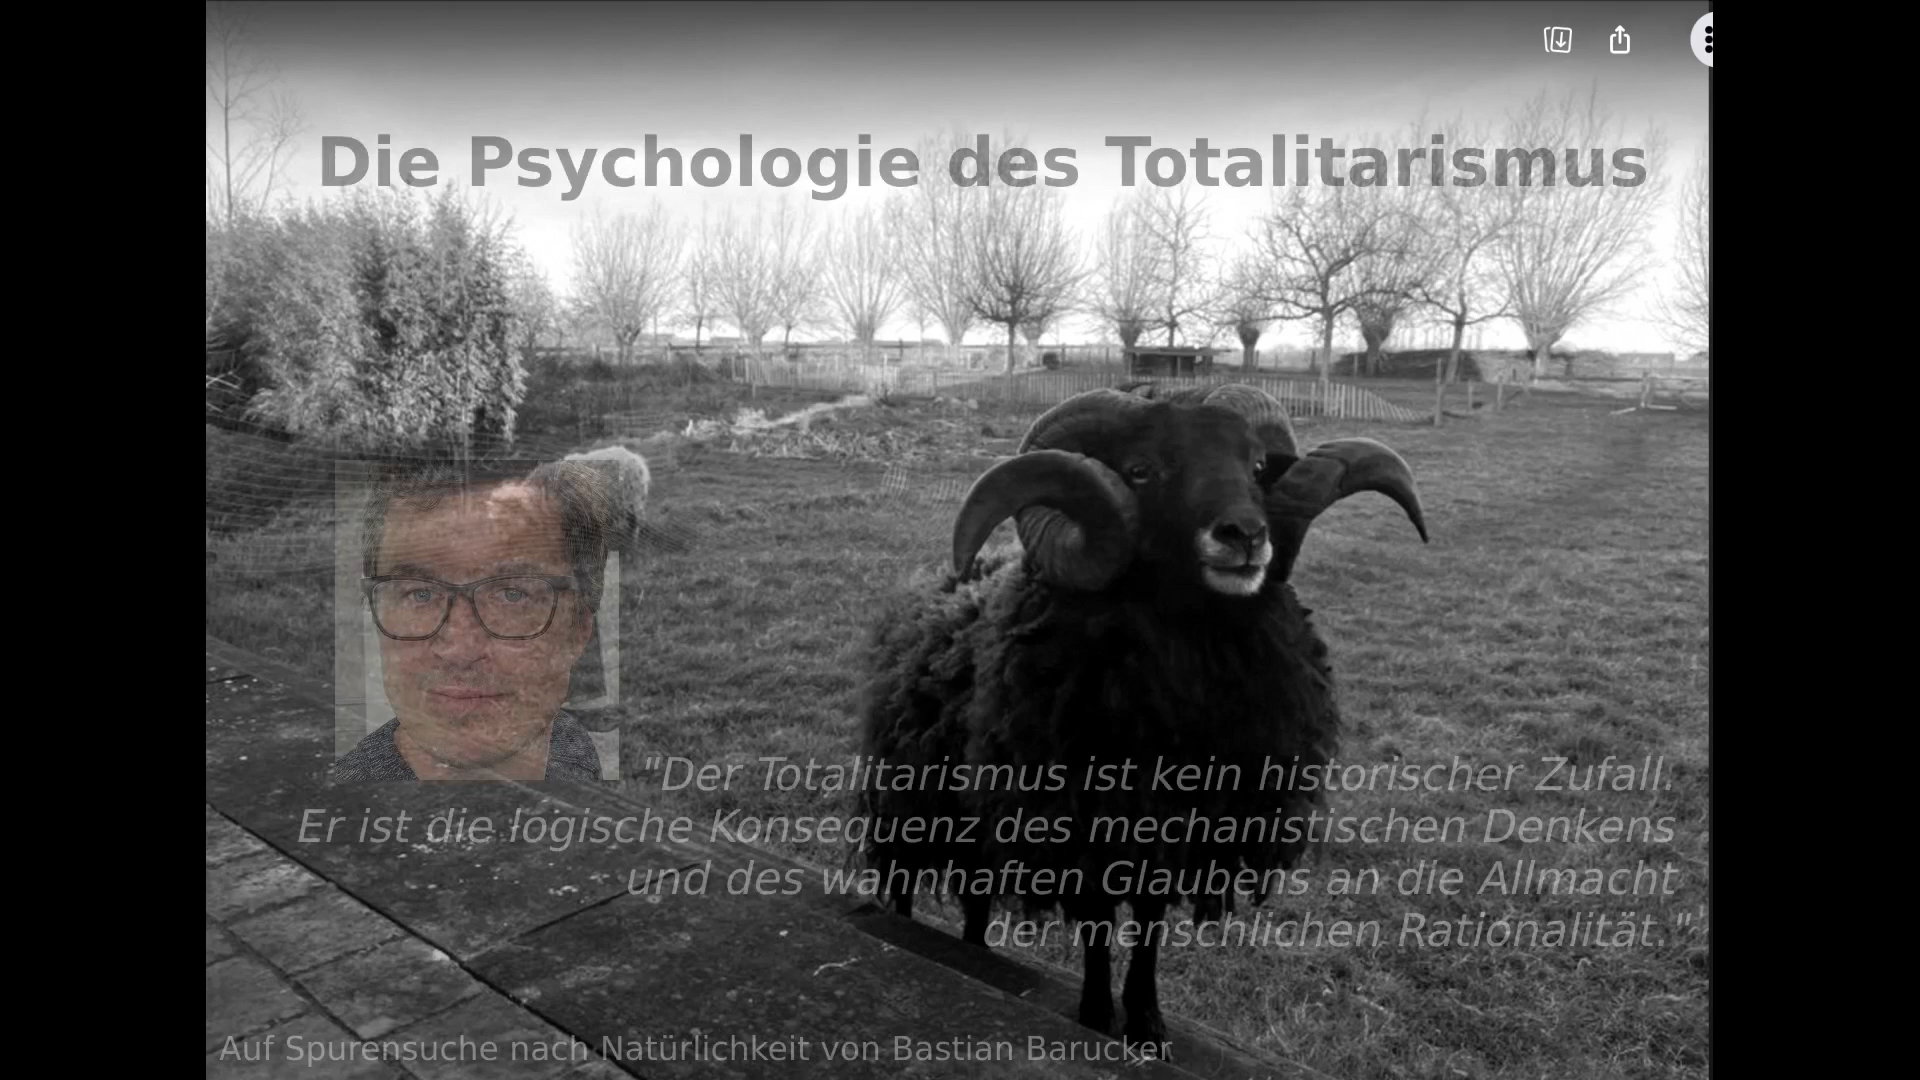 Die Psychologie des Totalitarismus
"Der Totalitarismus ist kein historischer Zufall.
Er ist die logische Konsequenz des mechanistischen Denkens
und des wahnhaften Glaubens an die Allmacht
der menschlichen Rationalität."
Auf Spurensuche nach Natürlichkeit von Bastian Barucker